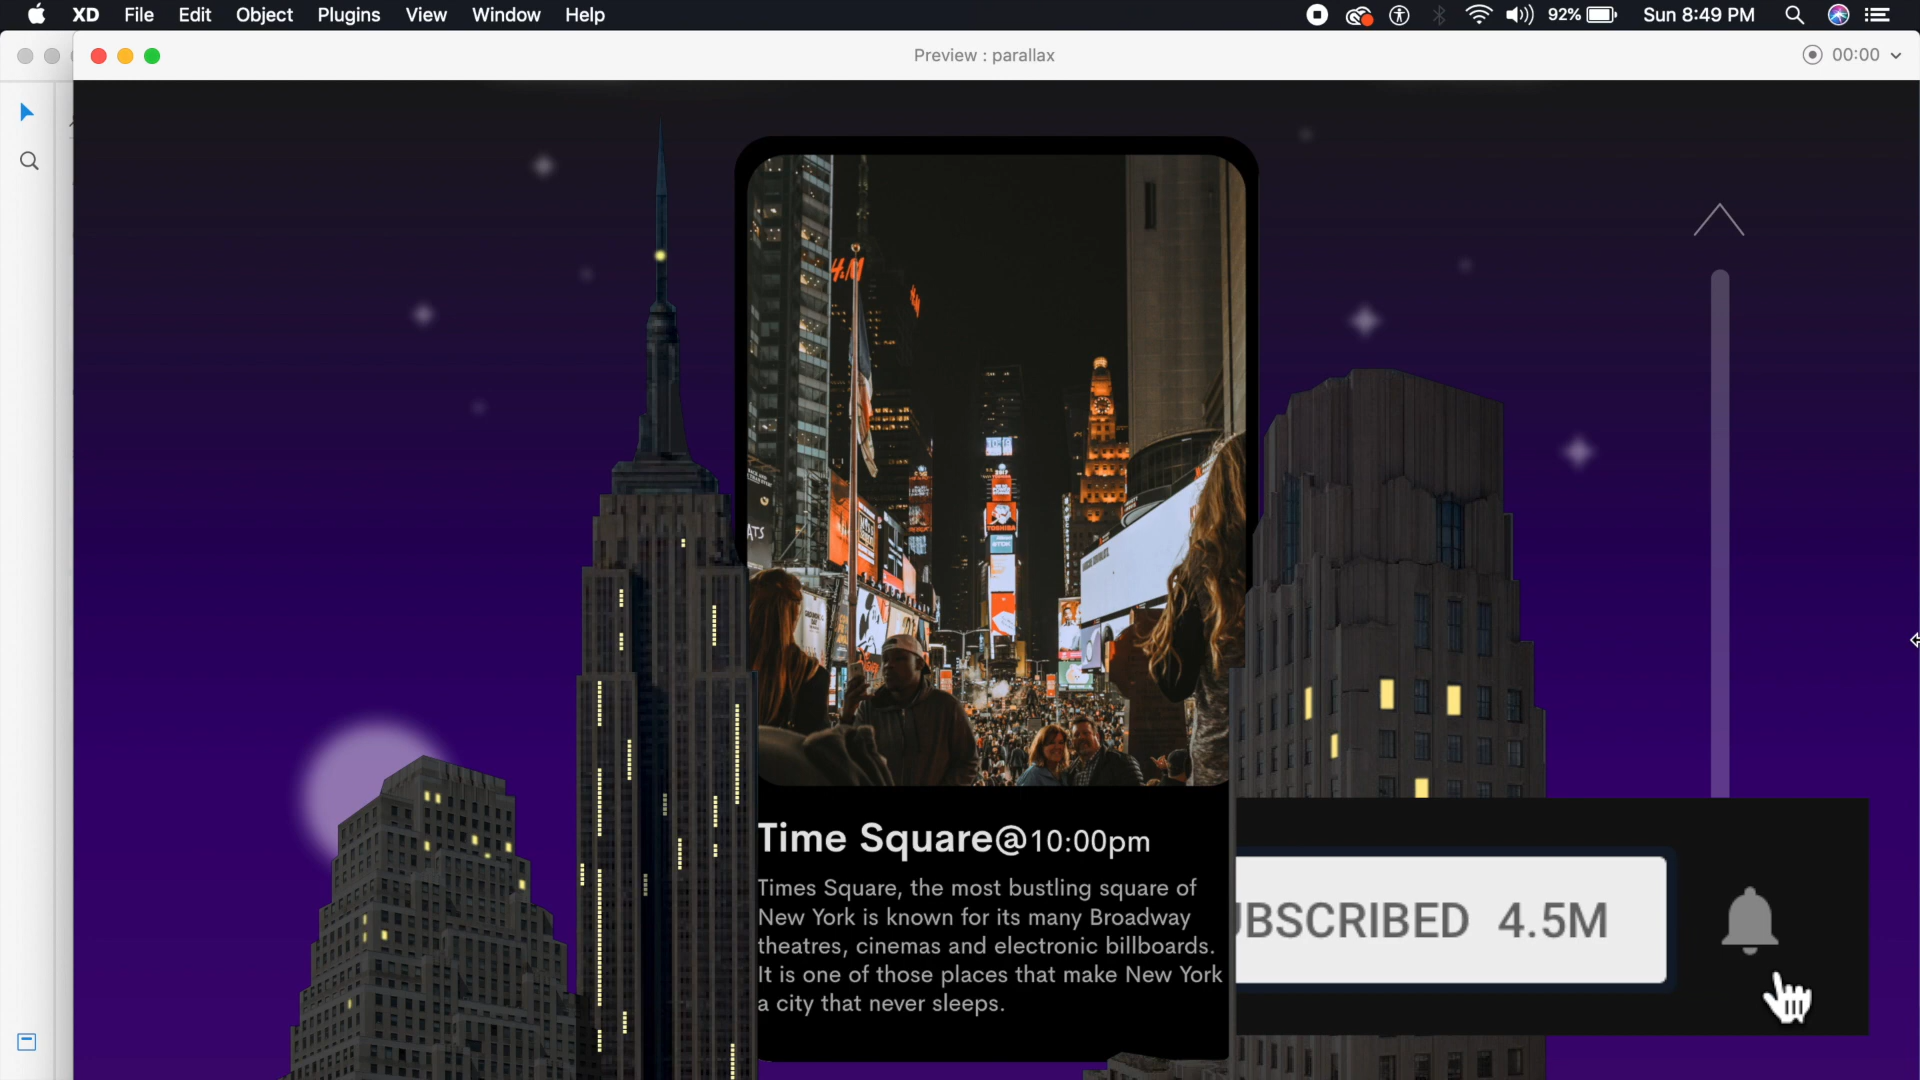 XD File Edit Object Plugins View Window Help
92% Sun 8:49 PM
Preview : parallax
00:00
H&M
TOSHIBA
Time Square@10:00pm
Times Square, the most bustling square of
New York is known for its many Broadway
theatres, cinemas and electronic billboards.
It is one of those places that make New York
a city that never sleeps.
UBSCRIBED 4.5M